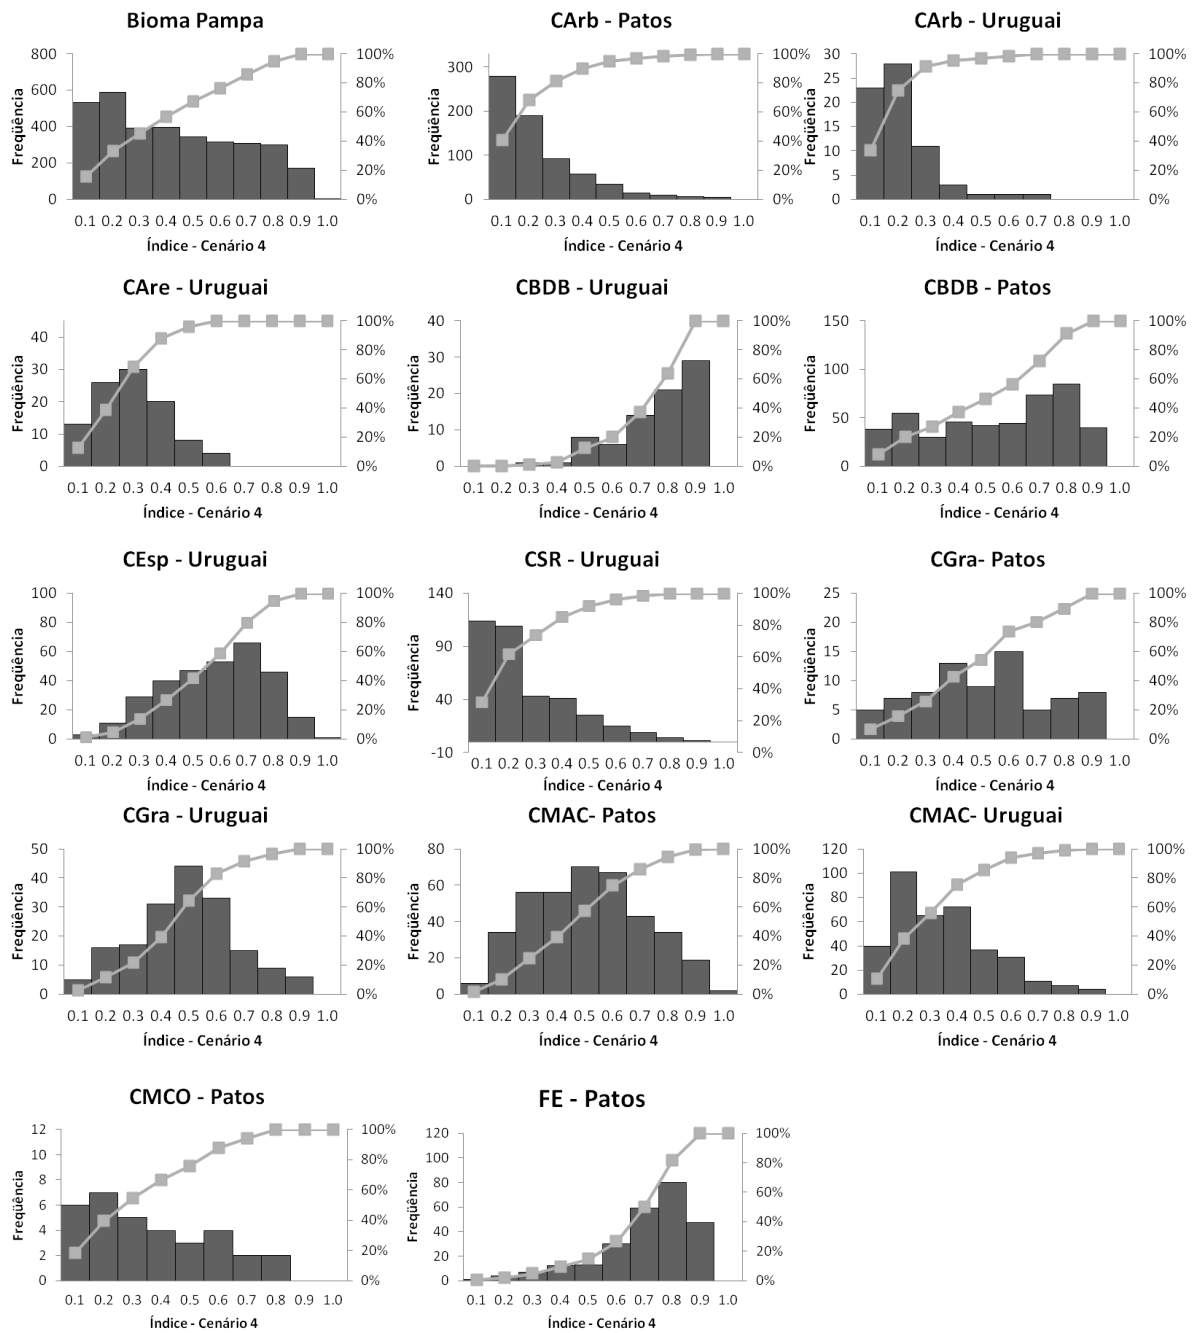 Bioma Pampa
Freqüência
800
600
400
200
0
100%
80%
60%
40%
20%
0%
0.1 0.2 0.3 0.4 0.5 0.6 0.7 0.8 0.9 1.0
Índice - Cenário 4
CArb - Patos
Freqüência
300
200
100
0
100%
80%
60%
40%
20%
0%
0.1 0.2 0.3 0.4 0.5 0.6 0.7 0.8 0.9 1.0
Índice - Cenário 4
CArb - Uruguai
Freqüência
30
25
20
15
10
5
0
100%
80%
60%
40%
20%
0%
0.1 0.2 0.3 0.4 0.5 0.6 0.7 0.8 0.9 1.0
Índice - Cenário 4
CAre - Uruguai
Freqüência
40
30
20
10
0
100%
80%
60%
40%
20%
0%
0.1 0.2 0.3 0.4 0.5 0.6 0.7 0.8 0.9 1.0
Índice - Cenário 4
CBDB - Uruguai
Freqüência
40
30
20
10
0
100%
80%
60%
40%
20%
0%
0.1 0.2 0.3 0.4 0.5 0.6 0.7 0.8 0.9 1.0
Índice - Cenário 4
CBDB - Patos
Freqüência
150
100
50
0
100%
80%
60%
40%
20%
0%
0.1 0.2 0.3 0.4 0.5 0.6 0.7 0.8 0.9 1.0
Índice - Cenário 4
CEsp - Uruguai
Freqüência
100
80
60
40
20
0
100%
80%
60%
40%
20%
0%
0.1 0.2 0.3 0.4 0.5 0.6 0.7 0.8 0.9 1.0
Índice - Cenário 4
CSR - Uruguai
Freqüência
140
90
40
-10
100%
80%
60%
40%
20%
0%
0.1 0.2 0.3 0.4 0.5 0.6 0.7 0.8 0.9 1.0
Índice - Cenário 4
CGra- Patos
Freqüência
25
20
15
10
5
0
100%
80%
60%
40%
20%
0%
0.1 0.2 0.3 0.4 0.5 0.6 0.7 0.8 0.9 1.0
Índice - Cenário 4
CGra - Uruguai
Freqüência
50
40
30
20
10
0
100%
80%
60%
40%
20%
0%
0.1 0.2 0.3 0.4 0.5 0.6 0.7 0.8 0.9 1.0
Índice - Cenário 4
CMAC- Patos
Freqüência
80
60
40
20
0
100%
80%
60%
40%
20%
0%
0.1 0.2 0.3 0.4 0.5 0.6 0.7 0.8 0.9 1.0
Índice - Cenário 4
CMAC- Uruguai
Freqüência
120
100
80
60
40
20
0
100%
80%
60%
40%
20%
0%
0.1 0.2 0.3 0.4 0.5 0.6 0.7 0.8 0.9 1.0
Índice - Cenário 4
CMCO - Patos
Freqüência
12
10
8
6
4
2
0
100%
80%
60%
40%
20%
0%
0.1 0.2 0.3 0.4 0.5 0.6 0.7 0.8 0.9 1.0
Índice - Cenário 4
FE - Patos
Freqüência
120
100
80
60
40
20
0
100%
80%
60%
40%
20%
0%
0.1 0.2 0.3 0.4 0.5 0.6 0.7 0.8 0.9 1.0
Índice - Cenário 4